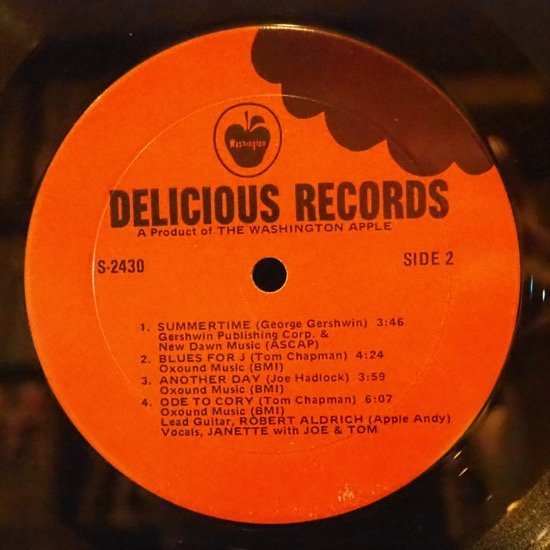 Washington
DELICIOUS RECORDS
A Product of THE WASHINGTON APPLE
S-2430
SIDE 2
1. SUMMERTIME (George Gershwin) 3:46
Gershwin Publishing Corp. &
New Dawn Music (ASCAP)
2. BLUES FOR J (Tom Chapman) 4:24
Oxound Music (BMI)
3. ANOTHER DAY (Joe Hadlock) 3:59
Oxound Music (BMI)
4. ODE TO CORY (Tom Chapman) 6:07
Oxound Music (BMI)
Lead Guitar, ROBERT ALDRICH (Apple Andy)
Vocals, JANETTE with JOE & TOM